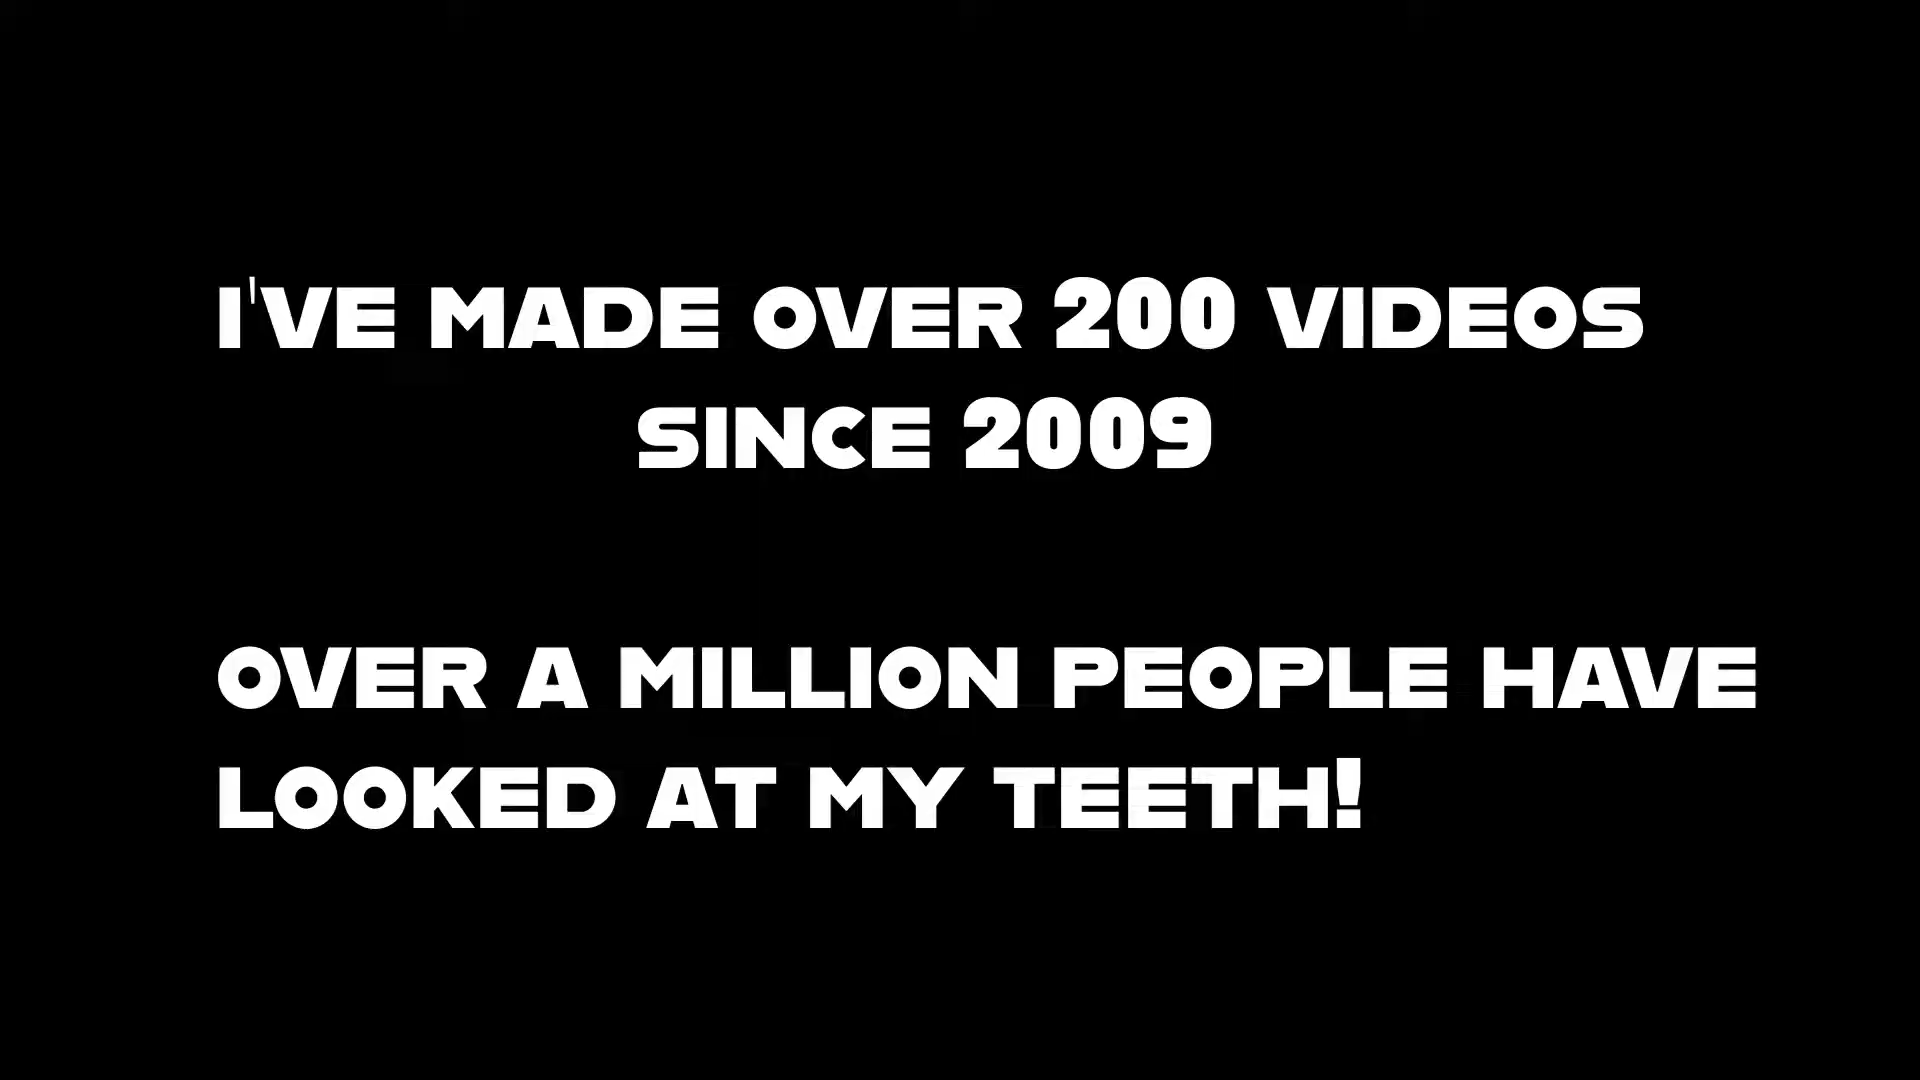 I'VE MADE OVER 200 VIDEOS
SINCE 2009
OVER A MILLION PEOPLE HAVE
LOOKED AT MY TEETH!